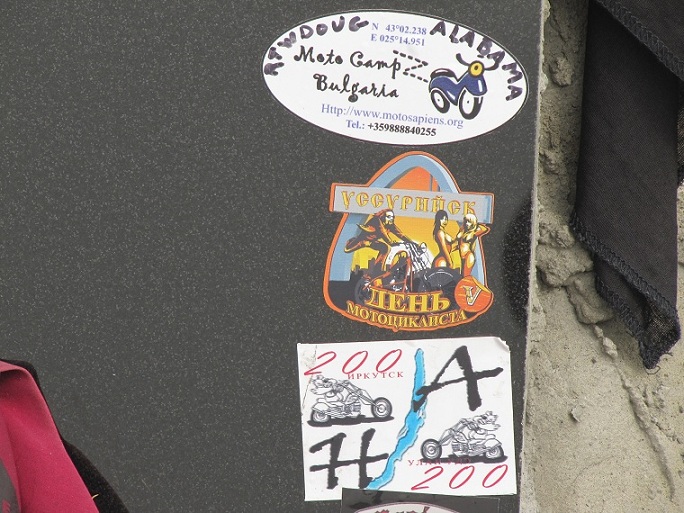 RTWDOUG ALABAMA
N 43°02.238
E 025°14.951
Moto Camp
Bulgaria
Http://www.motosapiens.org
Tel.: +359888840255
УССУРИЙСК
ДЕНЬ
МОТОЦИКЛИСТА
200
ИРКУТСК
А
Н
200